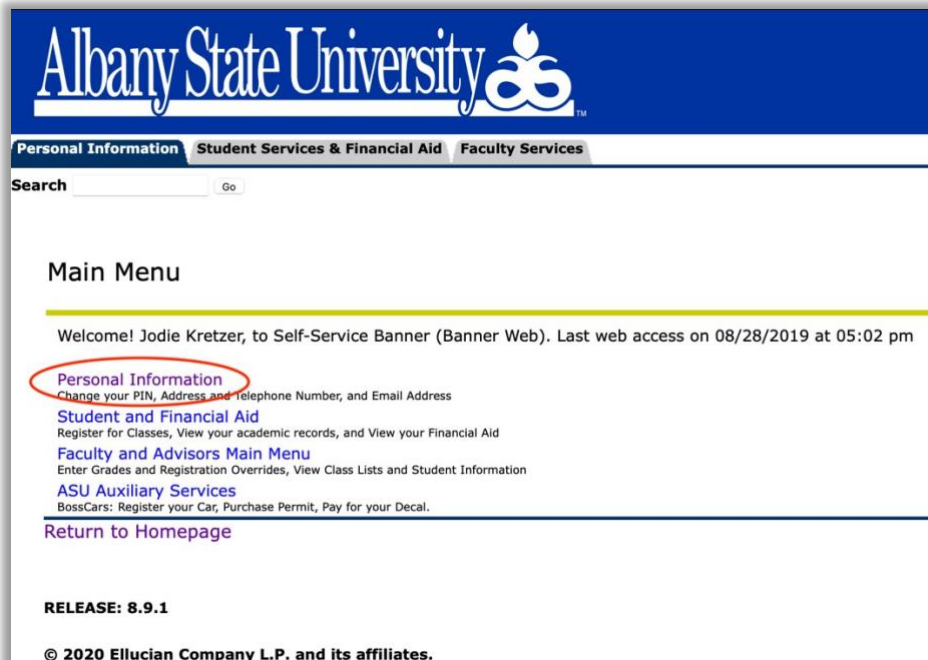 Albany State University
TM
Personal Information Student Services & Financial Aid Faculty Services
Search Go
Main Menu
Welcome! Jodie Kretzer, to Self-Service Banner (Banner Web). Last web access on 08/28/2019 at 05:02 pm
Personal Information
Change your PIN, Address and Telephone Number, and Email Address
Student and Financial Aid
Register for Classes, View your academic records, and View your Financial Aid
Faculty and Advisors Main Menu
Enter Grades and Registration Overrides, View Class Lists and Student Information
ASU Auxiliary Services
BossCars: Register your Car, Purchase Permit, Pay for your Decal.
Return to Homepage
RELEASE: 8.9.1
© 2020 Ellucian Company L.P. and its affiliates.